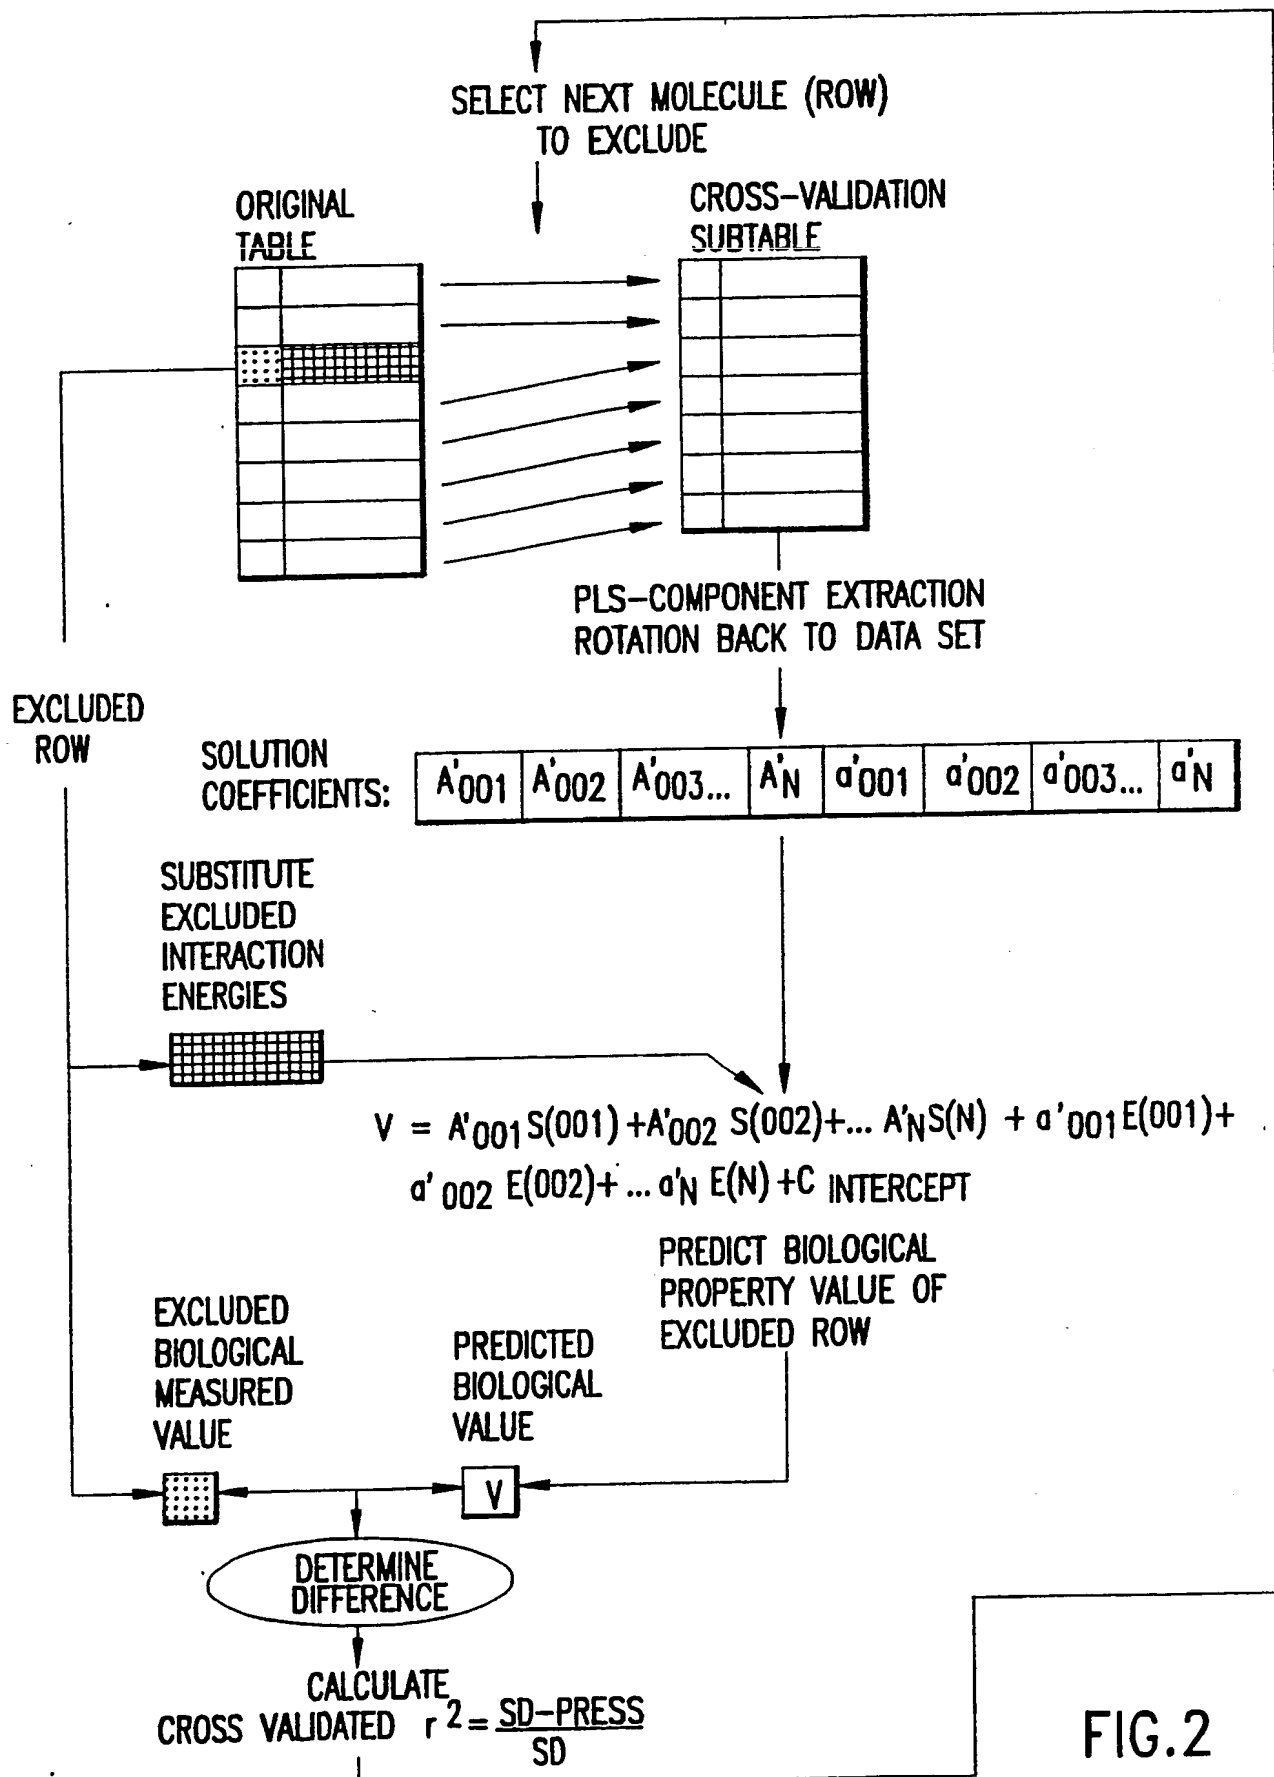 SELECT NEXT MOLECULE (ROW)
TO EXCLUDE
ORIGINAL
TABLE
CROSS-VALIDATION
SUBTABLE
PLS-COMPONENT EXTRACTION
ROTATION BACK TO DATA SET
EXCLUDED
ROW
SOLUTION
COEFFICIENTS:
A'001 A'002 A'003... A'N a'001 a'002 a'003... a'N
SUBSTITUTE
EXCLUDED
INTERACTION
ENERGIES
V = A'001 S(001) +A'002 S(002)+... A'N S(N) + a'001 E(001)+
a'002 E(002)+ ... a'N E(N) +C INTERCEPT
PREDICT BIOLOGICAL
PROPERTY VALUE OF
EXCLUDED ROW
EXCLUDED
BIOLOGICAL
MEASURED
VALUE
PREDICTED
BIOLOGICAL
VALUE
V
DETERMINE
DIFFERENCE
CALCULATE
CROSS VALIDATED r 2 = SD-PRESS
SD
FIG.2